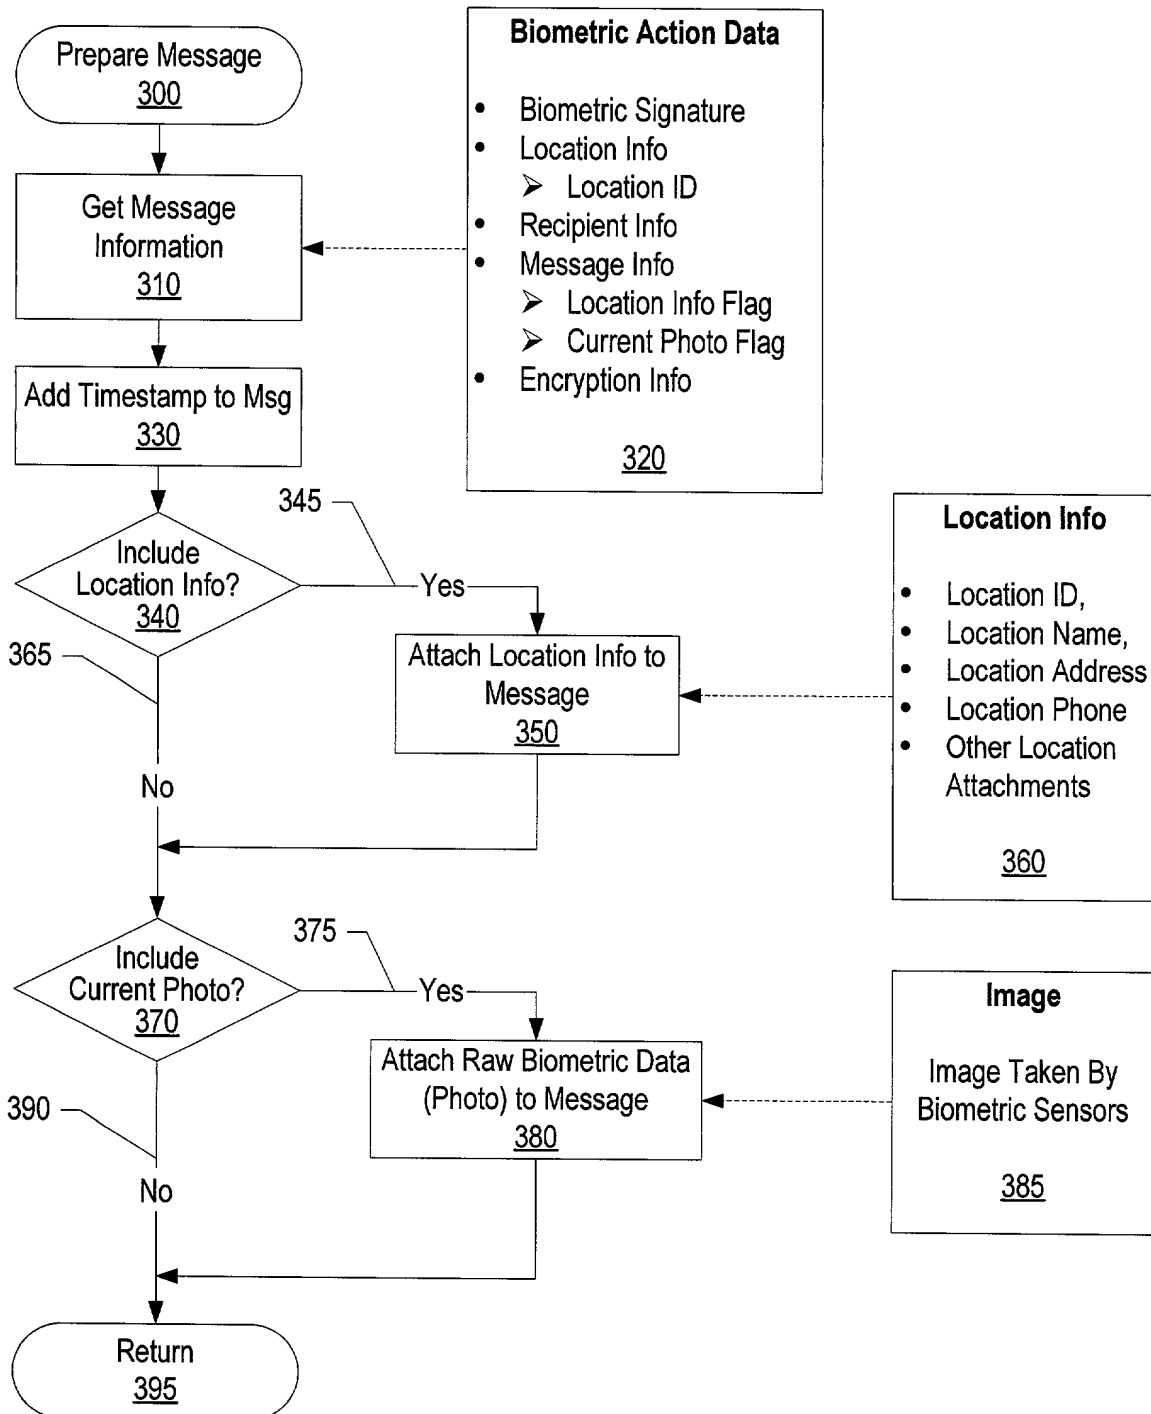 Prepare Message
300
Biometric Action Data
• Biometric Signature
• Location Info
➢ Location ID
• Recipient Info
• Message Info
➢ Location Info Flag
➢ Current Photo Flag
• Encryption Info
320
Get Message
Information
310
Add Timestamp to Msg
330
345
Include
Location Info?
340
Yes
365
Attach Location Info to
Message
350
Location Info
• Location ID,
• Location Name,
• Location Address
• Location Phone
• Other Location
Attachments
360
No
375
Include
Current Photo?
370
Yes
390
Attach Raw Biometric Data
(Photo) to Message
380
Image
Image Taken By
Biometric Sensors
385
No
Return
395